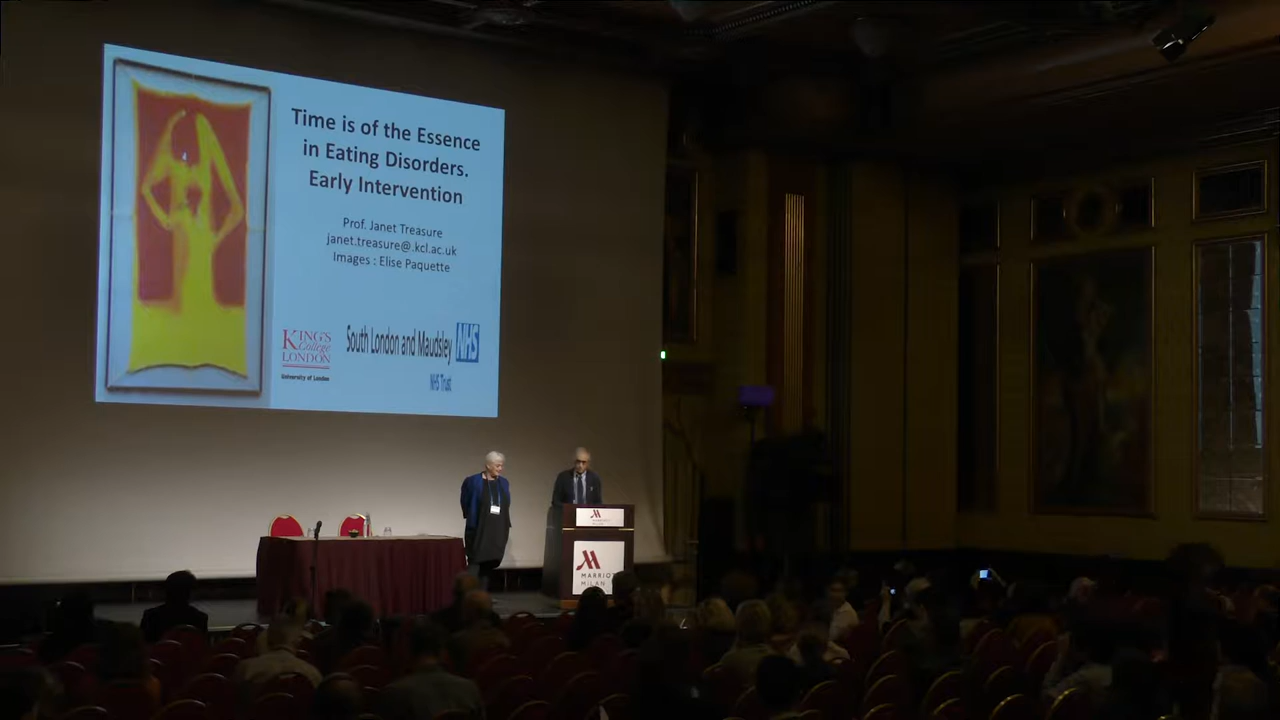 Time is of the Essence
in Eating Disorders.
Early Intervention
Prof. Janet Treasure
janet.treasure@.kcl.ac.uk
Images : Elise Paquette
KING'S
College
LONDON
University of London
South London and Maudsley NHS
NHS Trust
MARRIOTT
MARRIO
MILAN